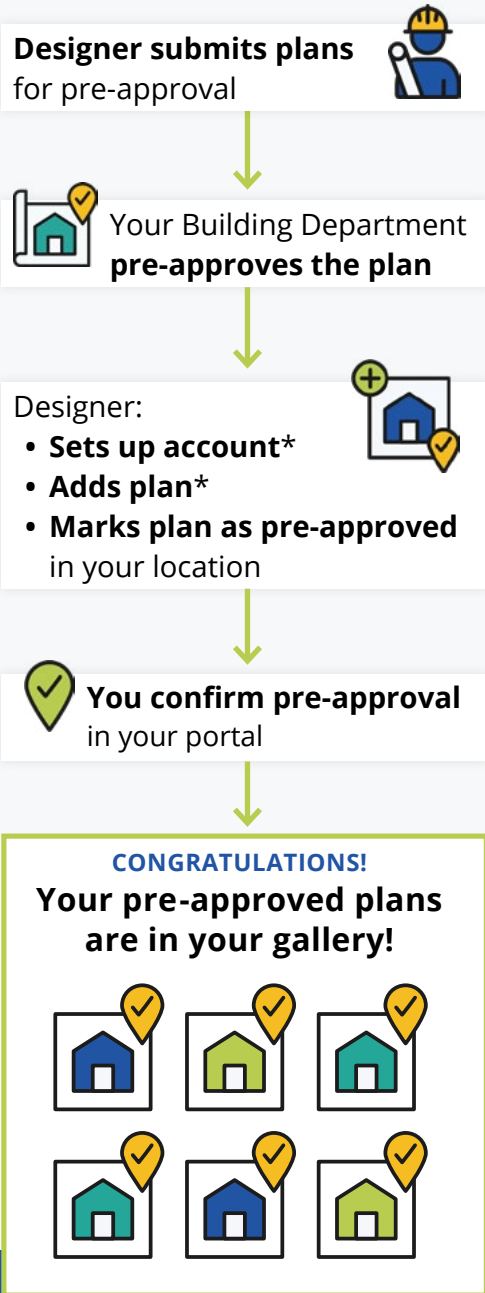 Designer submits plans
for pre-approval
Your Building Department
pre-approves the plan
Designer:
• Sets up account*
• Adds plan*
• Marks plan as pre-approved
in your location
You confirm pre-approval
in your portal
CONGRATULATIONS!
Your pre-approved plans
are in your gallery!